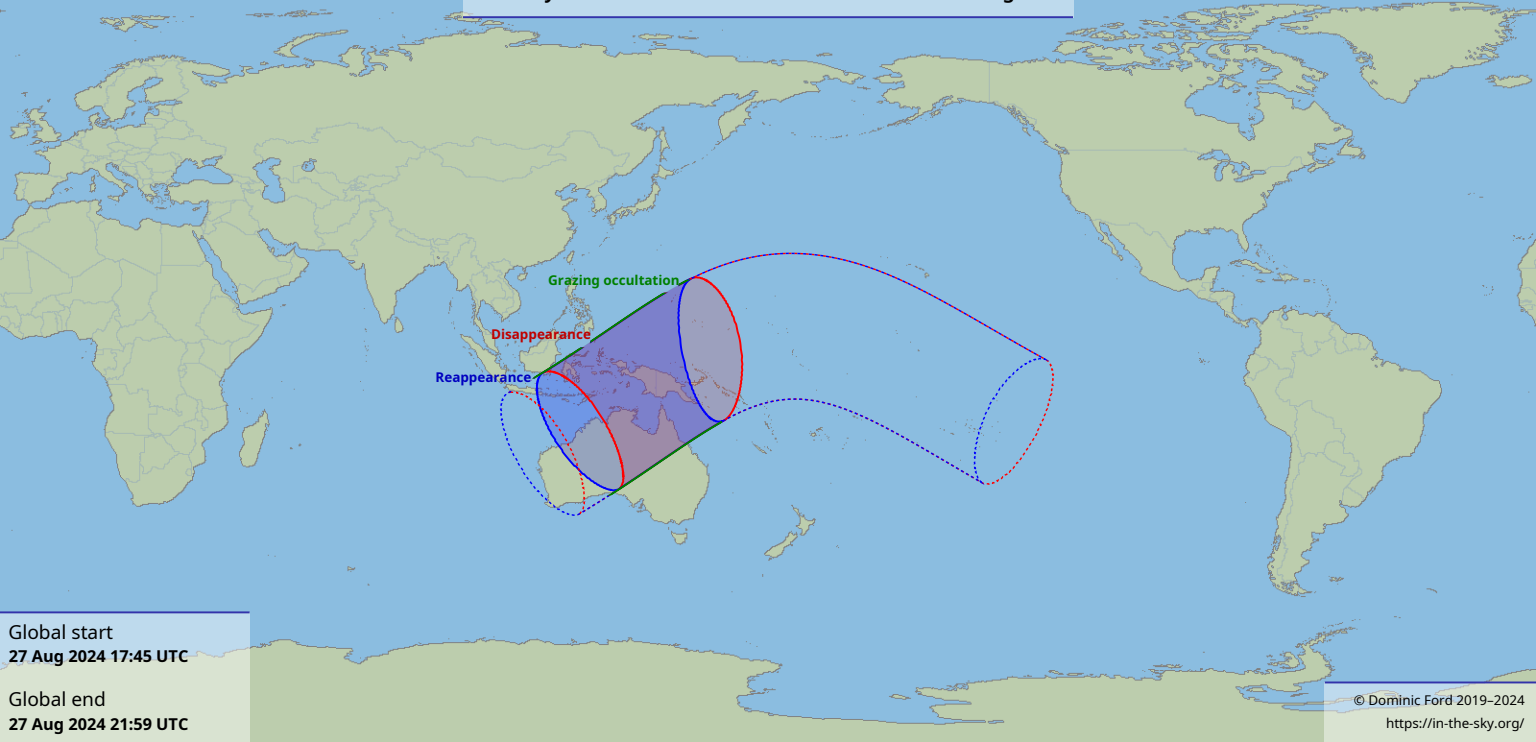 Grazing occultation
Disappearance
Reappearance
Global start
27 Aug 2024 17:45 UTC
Global end
27 Aug 2024 21:59 UTC
© Dominic Ford 2019–2024
https://in-the-sky.org/